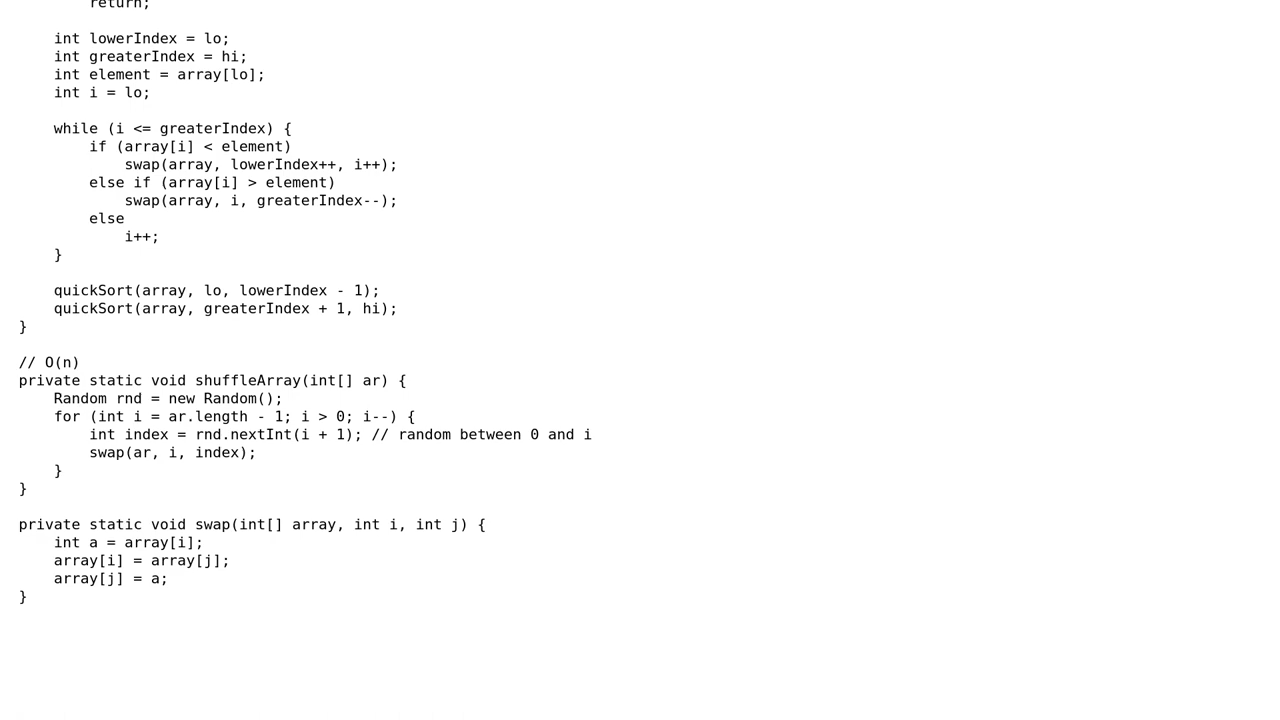 return;

    int lowerIndex = lo;
    int greaterIndex = hi;
    int element = array[lo];
    int i = lo;

    while (i <= greaterIndex) {
        if (array[i] < element)
            swap(array, lowerIndex++, i++);
        else if (array[i] > element)
            swap(array, i, greaterIndex--);
        else
            i++;
    }

    quickSort(array, lo, lowerIndex - 1);
    quickSort(array, greaterIndex + 1, hi);
}

// O(n)
private static void shuffleArray(int[] ar) {
    Random rnd = new Random();
    for (int i = ar.length - 1; i > 0; i--) {
        int index = rnd.nextInt(i + 1); // random between 0 and i
        swap(ar, i, index);
    }
}

private static void swap(int[] array, int i, int j) {
    int a = array[i];
    array[i] = array[j];
    array[j] = a;
}